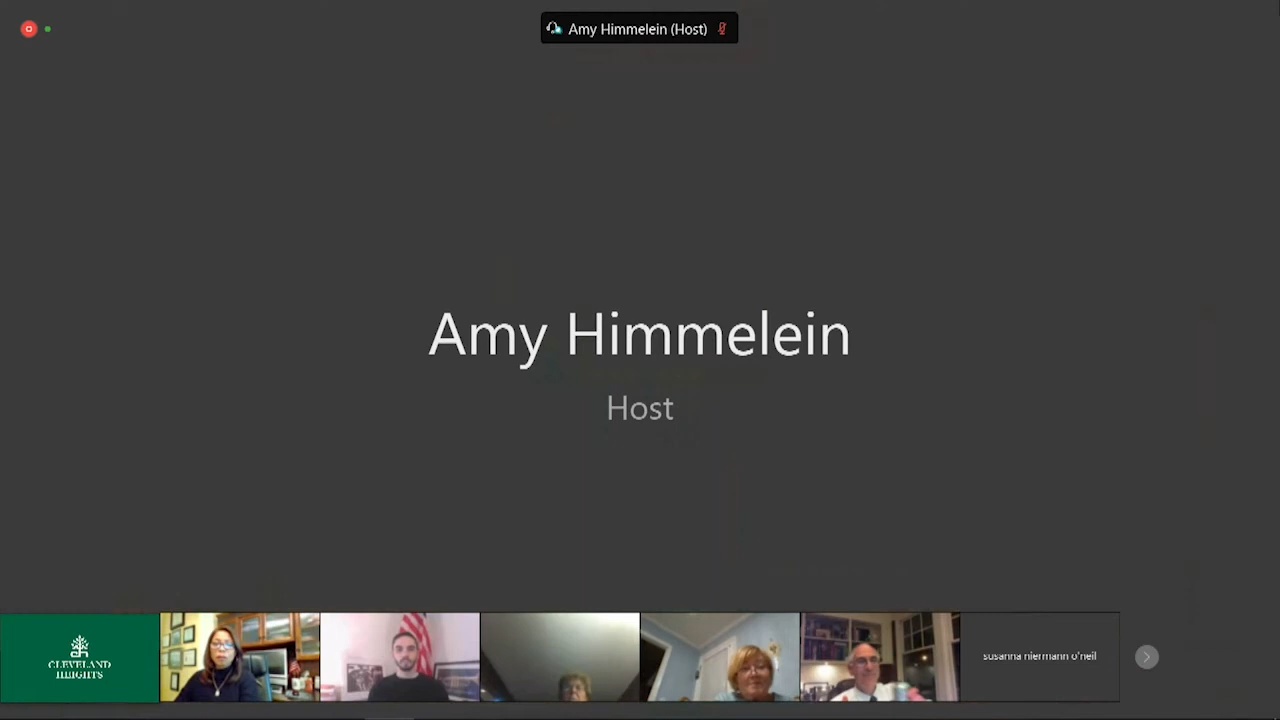 Amy Himmelein (Host)
Amy Himmelein
Host
CLEVELAND
HEIGHTS
susanna niermann o'neil